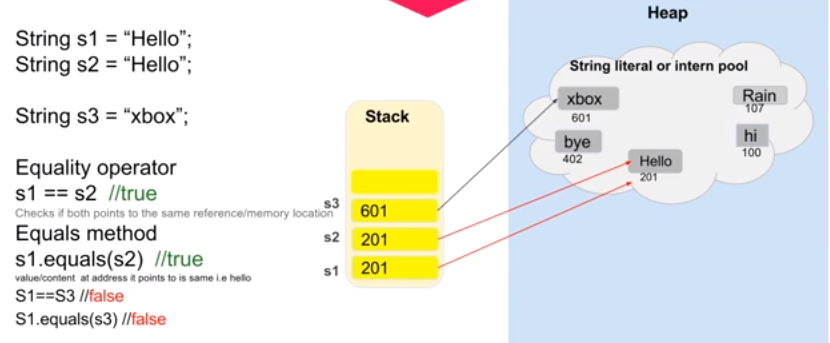 String s1 = “Hello”;
String s2 = “Hello”;
String s3 = “xbox”;
Equality operator
s1 == s2 //true
Checks if both points to the same reference/memory location
Equals method
s1.equals(s2) //true
value/content at address it points to is same i.e hello
S1==S3 //false
S1.equals(s3) //false
Stack
s3 601
s2 201
s1 201
Heap
String literal or intern pool
xbox
601
Rain
107
bye
402
hi
100
Hello
201